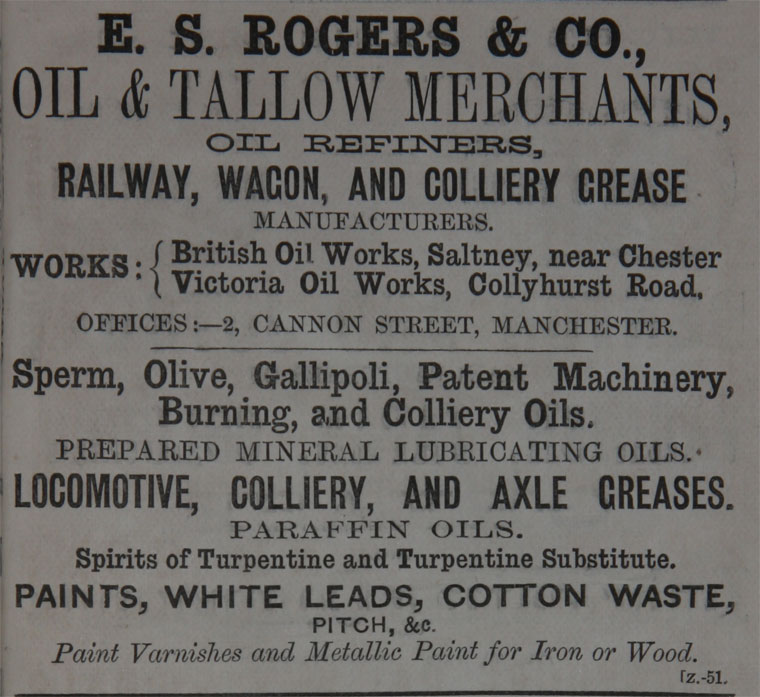 E. S. ROGERS & CO.,
OIL & TALLOW MERCHANTS,
OIL REFINERS,
RAILWAY, WAGON, AND COLLIERY GREASE
MANUFACTURERS.
WORKS: { British Oil Works, Saltney, near Chester
Victoria Oil Works, Collyhurst Road,
OFFICES:—2, CANNON STREET, MANCHESTER.
Sperm, Olive, Gallipoli, Patent Machinery,
Burning, and Colliery Oils.
PREPARED MINERAL LUBRICATING OILS.
LOCOMOTIVE, COLLIERY, AND AXLE GREASES.
PARAFFIN OILS.
Spirits of Turpentine and Turpentine Substitute.
PAINTS, WHITE LEADS, COTTON WASTE,
PITCH, &c.
Paint Varnishes and Metallic Paint for Iron or Wood.
[z.-51.